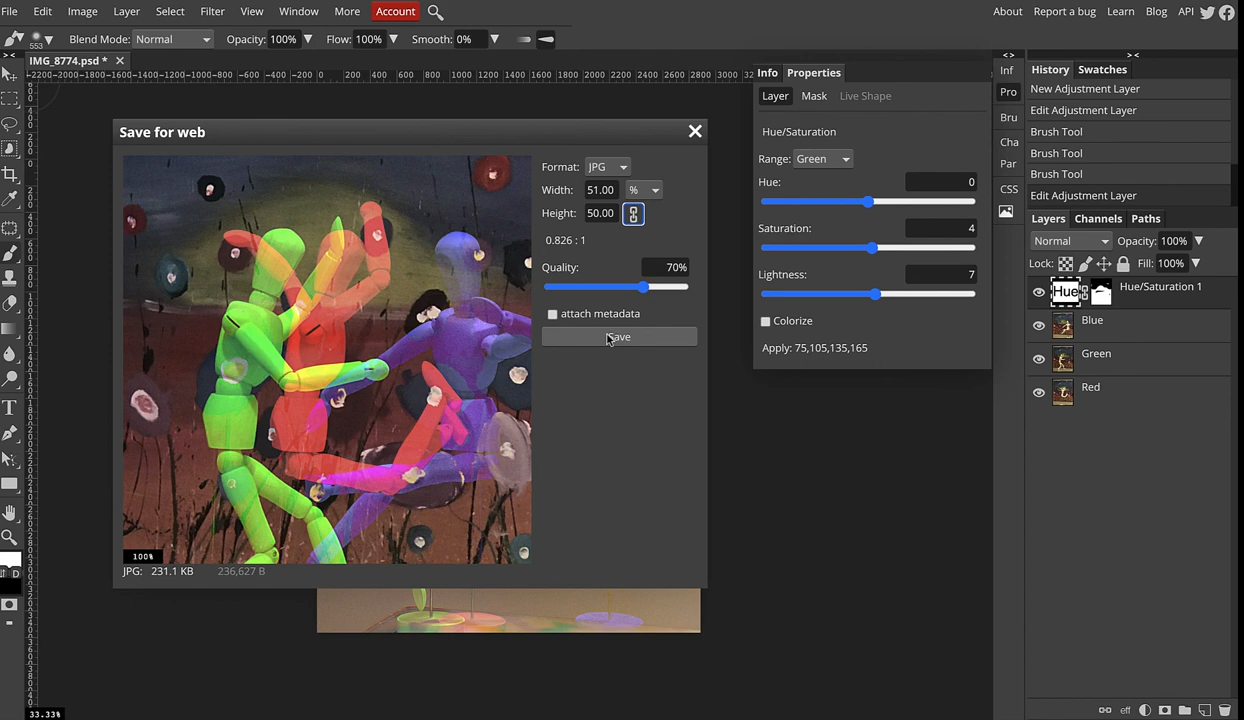 File Edit Image Layer Select Filter View Window More Account About Report a bug Learn Blog API
553 Blend Mode: Normal Opacity: 100% Flow: 100% Smooth: 0%
IMG_8774.psd *
Save for web
Format: JPG
Width: 51.00 %
Height: 50.00
0.826 : 1
Quality: 70%
attach metadata
Save
100%
JPG: 231.1 KB 236,627 B
33.33%
Info Properties
Layer Mask Live Shape
Hue/Saturation
Range: Green
Hue: 0
Saturation: 4
Lightness: 7
Colorize
Apply: 75,105,135,165
Inf
Pro
Bru
Cha
Par
CSS
History Swatches
New Adjustment Layer
Edit Adjustment Layer
Brush Tool
Brush Tool
Brush Tool
Edit Adjustment Layer
Layers Channels Paths
Normal Opacity: 100%
Lock: Fill: 100%
Hue Hue/Saturation 1
Blue
Green
Red
eff